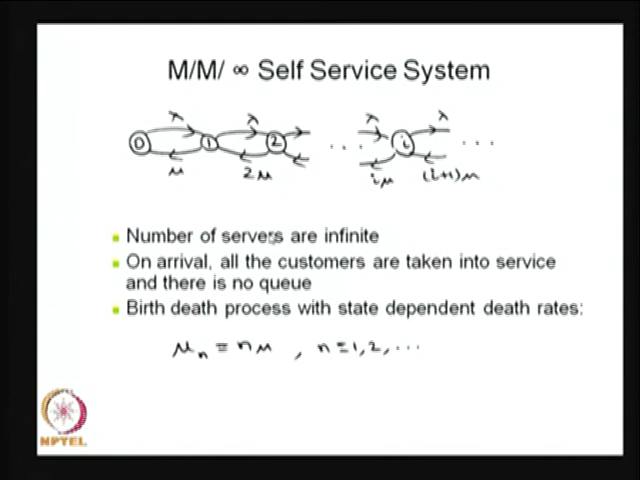 M/M/ ∞ Self Service System
λ λ λ λ
0 1 2 ... i ...
μ 2μ iμ (i+1)μ
Number of servers are infinite
On arrival, all the customers are taken into service
and there is no queue
Birth death process with state dependent death rates:
μₙ = nμ , n=1,2,...
NPTEL